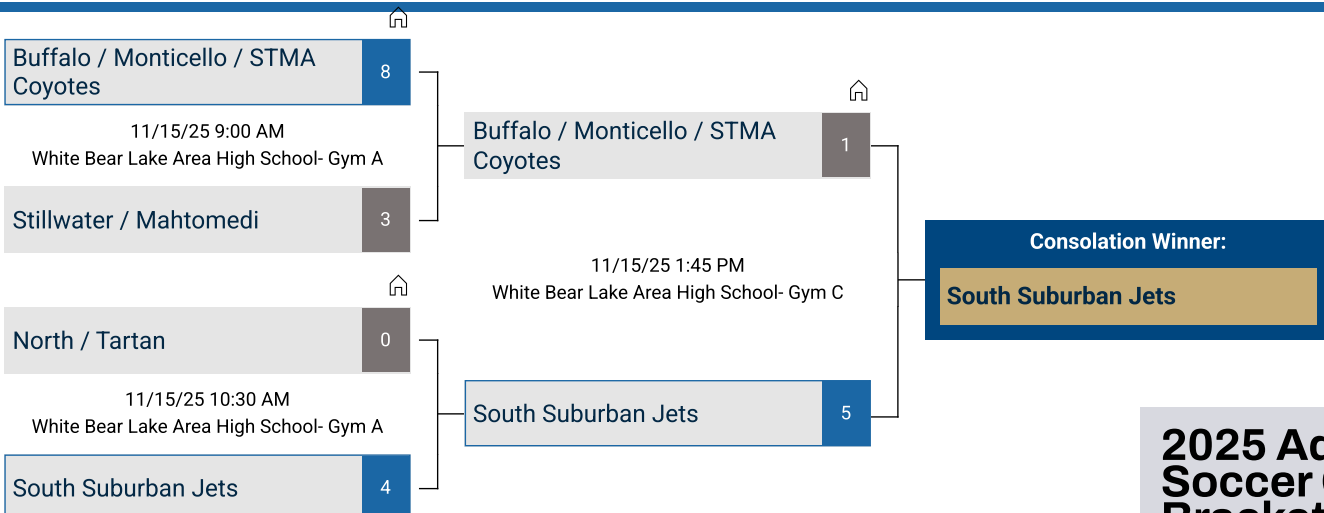 Buffalo / Monticello / STMA
Coyotes
8
11/15/25 9:00 AM
White Bear Lake Area High School- Gym A
Stillwater / Mahtomedi
3
North / Tartan
0
11/15/25 10:30 AM
White Bear Lake Area High School- Gym A
South Suburban Jets
4
Buffalo / Monticello / STMA
Coyotes
1
11/15/25 1:45 PM
White Bear Lake Area High School- Gym C
South Suburban Jets
5
Consolation Winner:
South Suburban Jets
2025
Soccer